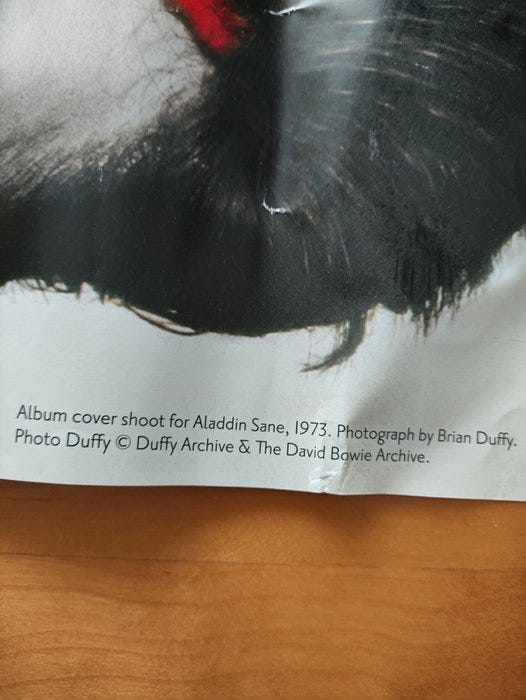 Album cover shoot for Aladdin Sane, 1973. Photograph by Brian Duffy.
Photo Duffy © Duffy Archive & The David Bowie Archive.